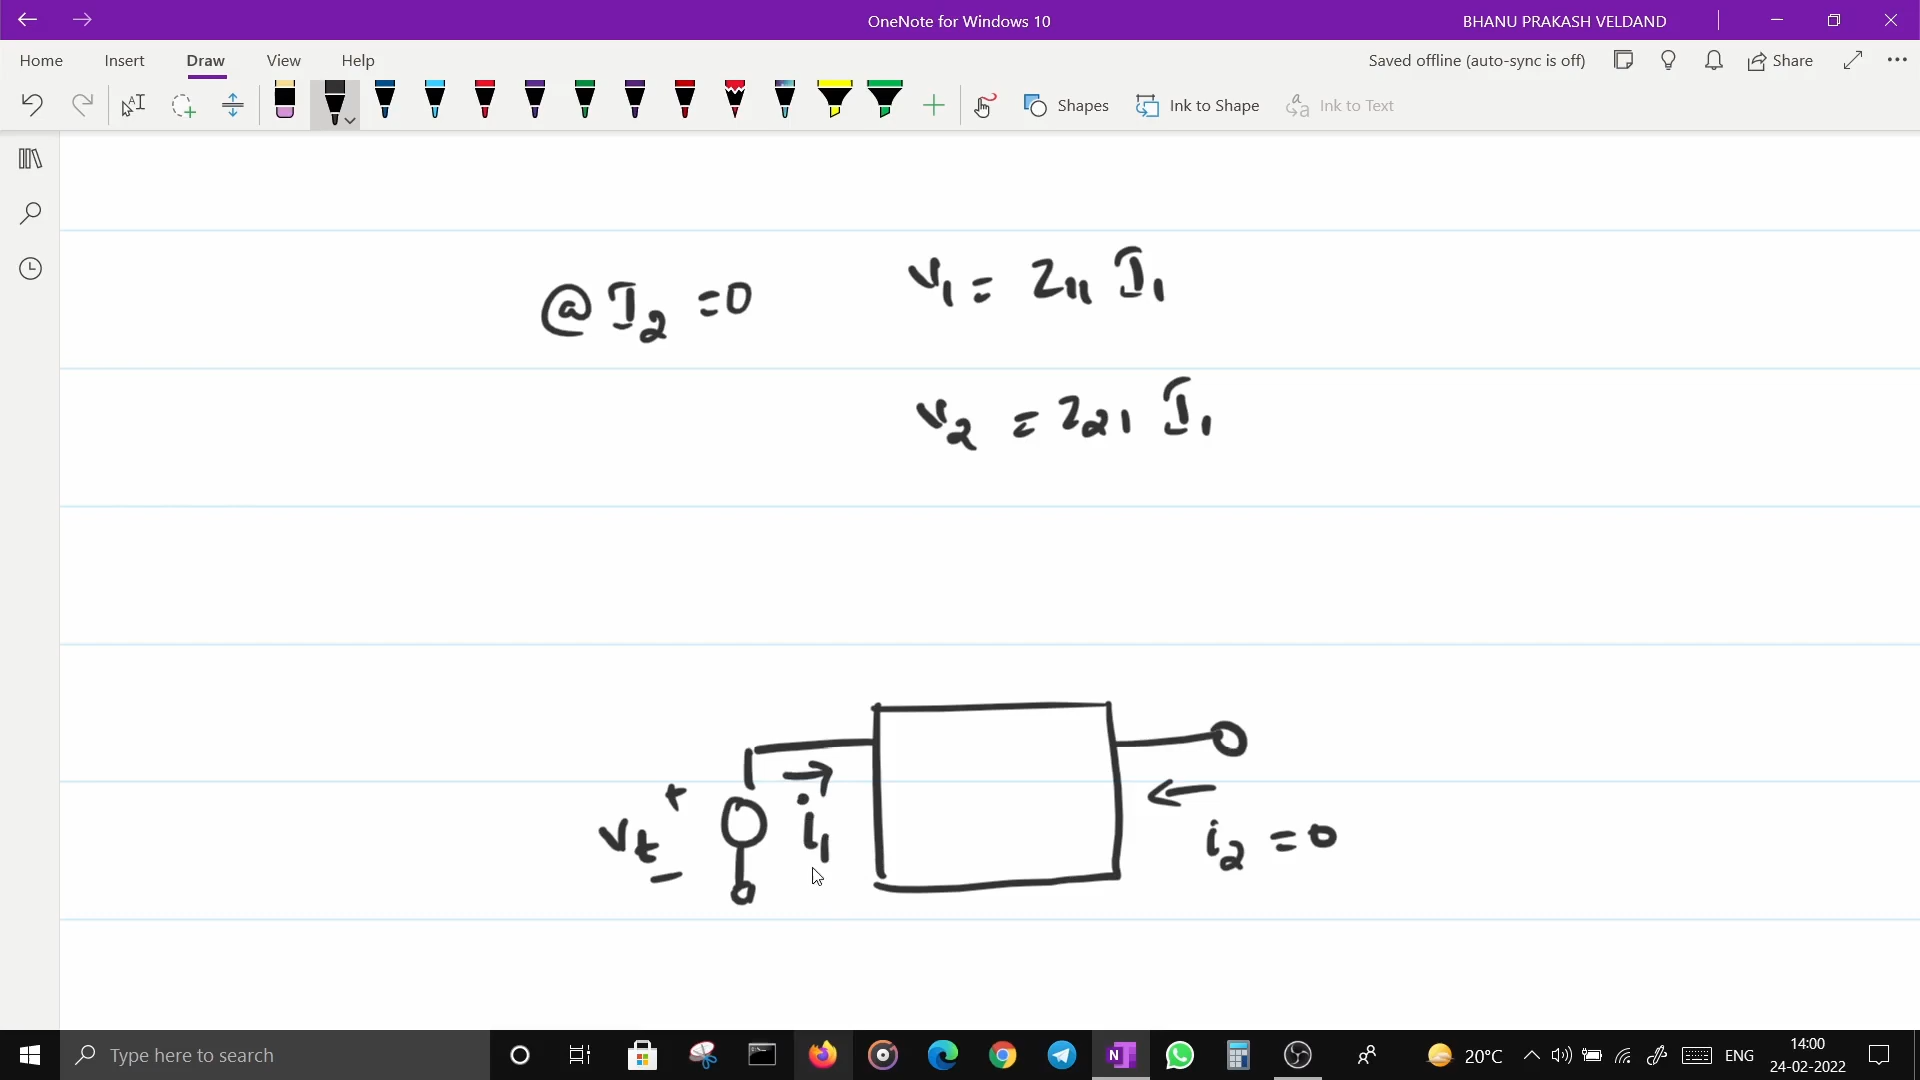 OneNote for Windows 10
BHANU PRAKASH VELDAND
Home Insert Draw View Help
Saved offline (auto-sync is off) Share
Shapes Ink to Shape Ink to Text
@ I2 = 0 V1 = Z11 I1
V2 = Z21 I1
Vt + - i1
i2 = 0
Type here to search
20°C ENG 14:00
24-02-2022